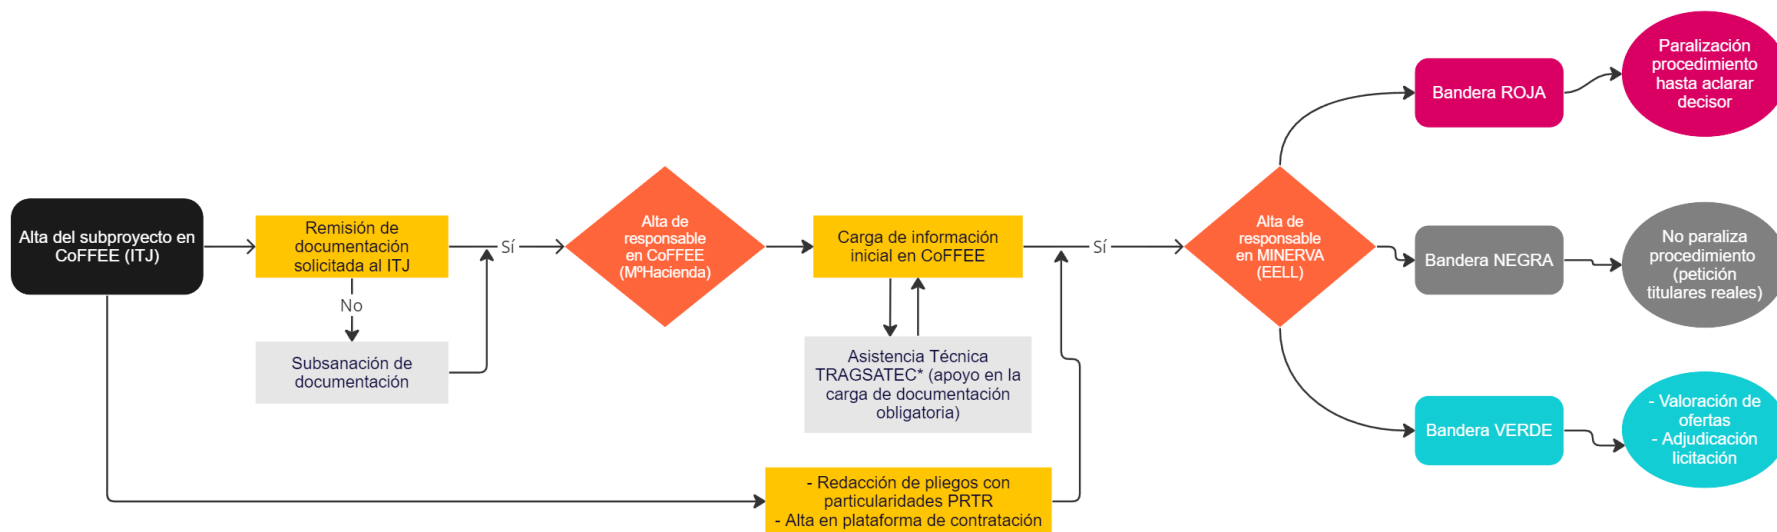 Alta del subproyecto en
CoFFEE (ITJ)
Remisión de
documentación
solicitada al ITJ
No
Subsanación de
documentación
Sí
Alta de
responsable
en CoFFEE
(MºHacienda)
Carga de información
inicial en CoFFEE
Asistencia Técnica
TRAGSATEC* (apoyo en la
carga de documentación
obligatoria)
- Redacción de pliegos con
particularidades PRTR
- Alta en plataforma de contratación
Sí
Alta de
responsable
en MINERVA
(EELL)
Bandera ROJA
Paralización
procedimiento
hasta aclarar
decisor
Bandera NEGRA
No paraliza
procedimiento
(petición
titulares reales)
Bandera VERDE
- Valoración de
ofertas
- Adjudicación
licitación